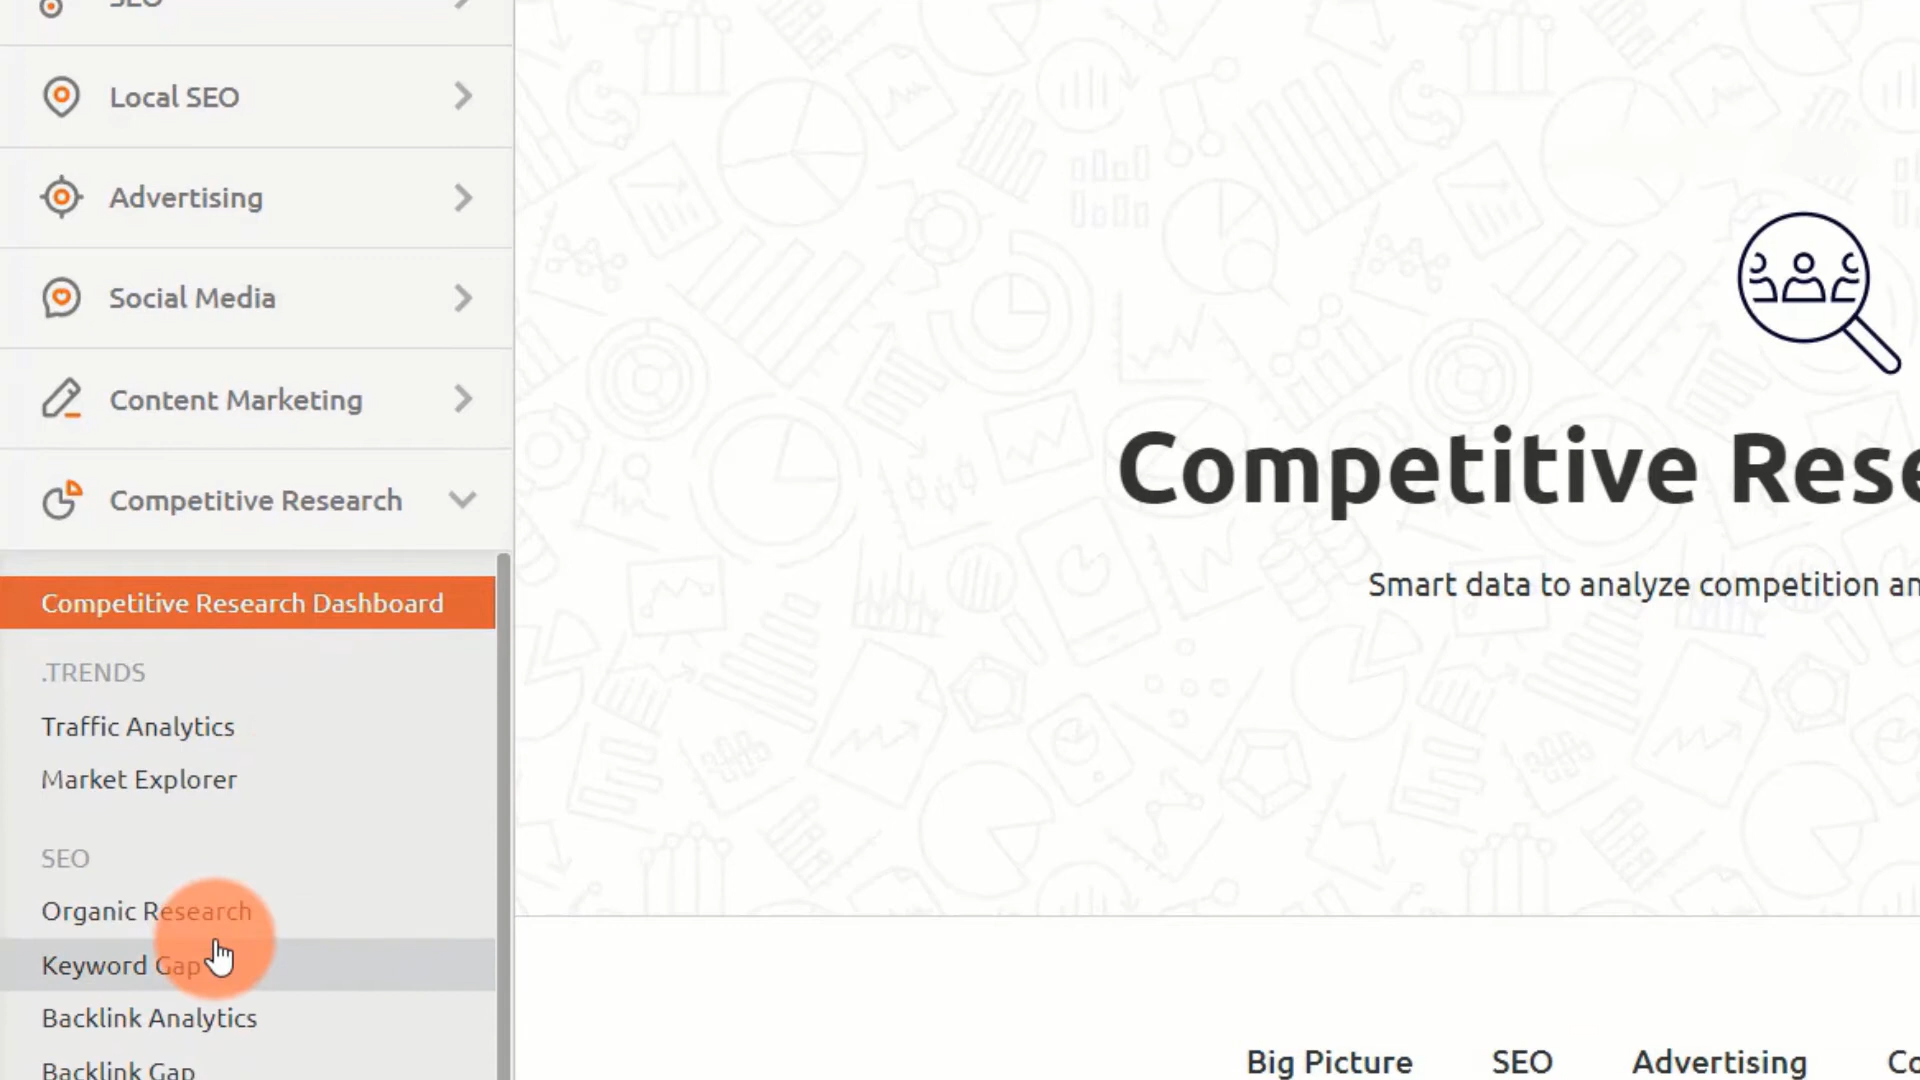 SEO
Local SEO
Advertising
Social Media
Content Marketing
Competitive Research
Competitive Research Dashboard
.TRENDS
Traffic Analytics
Market Explorer
SEO
Organic Research
Keyword Gap
Backlink Analytics
Backlink Gap
Competitive Rese
Smart data to analyze competition an
Big Picture SEO Advertising Co